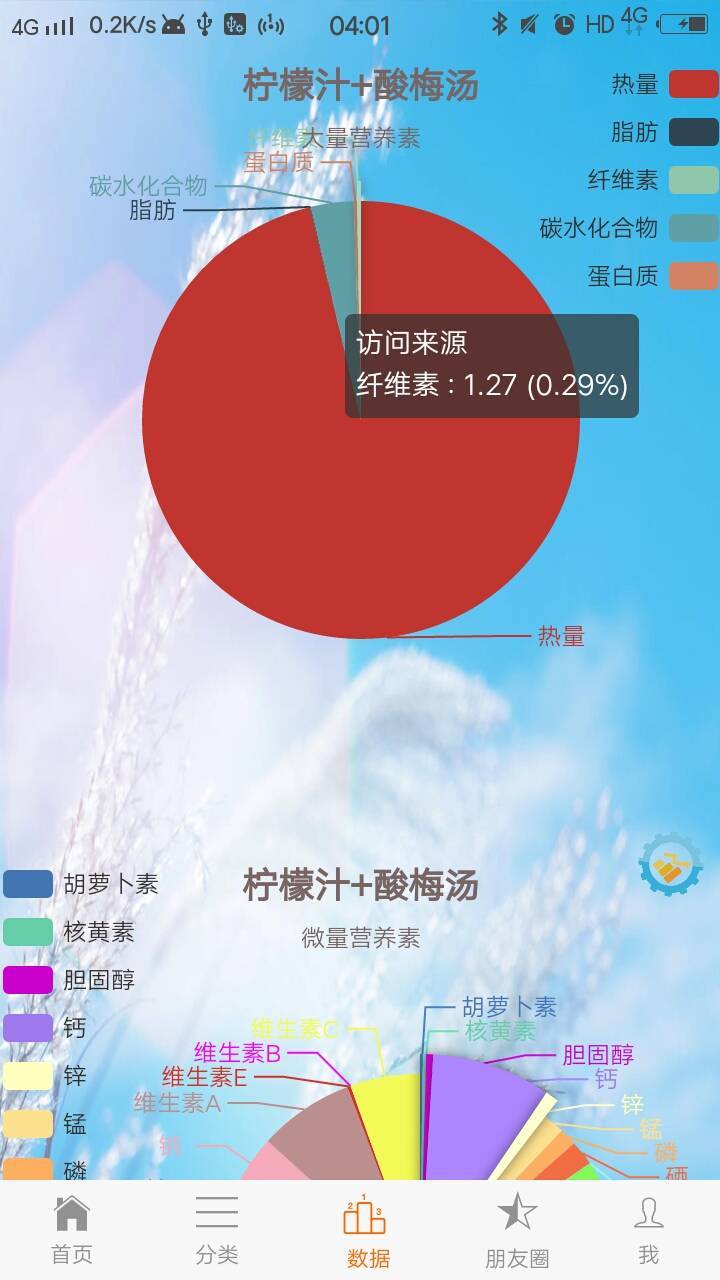 4G 0.2K/s 04:01 HD 4G
柠檬汁+酸梅汤
大量营养素
热量
脂肪
纤维素
碳水化合物
蛋白质
纤维素
蛋白质
碳水化合物
脂肪
访问来源
纤维素 : 1.27 (0.29%)
热量
柠檬汁+酸梅汤
微量营养素
胡萝卜素
核黄素
胆固醇
钙
锌
锰
磷
胡萝卜素
核黄素
胆固醇
钙
锌
锰
磷
硒
维生素C
维生素B
维生素E
维生素A
首页
分类
2 1 3
数据
朋友圈
我